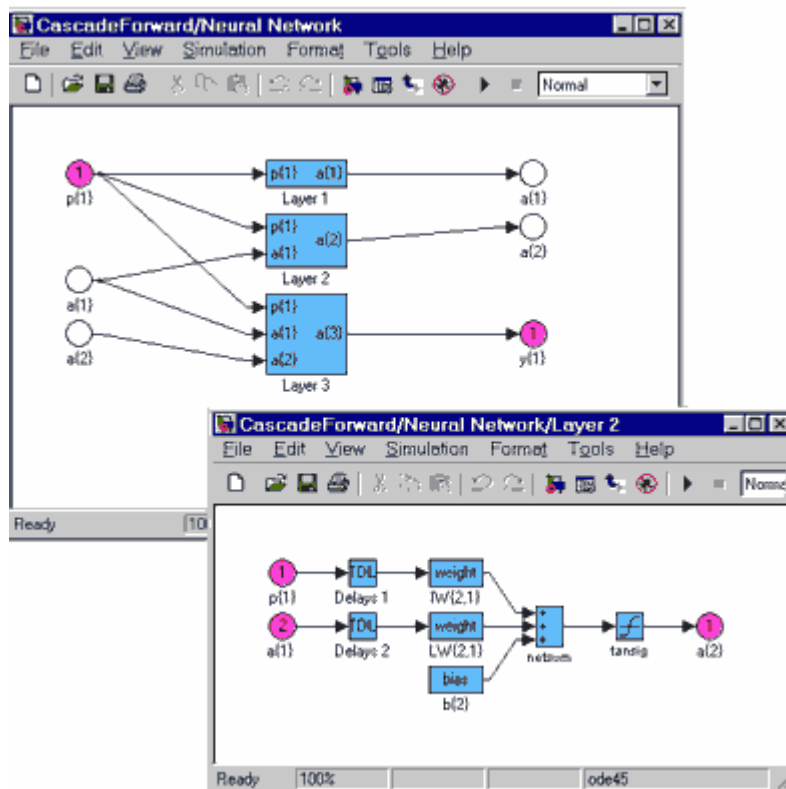 CascadeForward/Neural Network
File Edit View Simulation Format Tools Help
Normal
1
p{1}
p{1} a{1}
Layer 1
a{1}
p{1}
a{1}
a{2}
Layer 2
a{2}
a{1}
a{2}
p{1}
a{1} a{3}
a{2}
Layer 3
1
y{1}
Ready
CascadeForward/Neural Network/Layer 2
File Edit View Simulation Format Tools Help
1
p{1}
TDL
Delays 1
weight
IW{2,1}
2
a{1}
TDL
Delays 2
weight
LW{2,1}
bias
b{2}
netsum
tansig
1
a{2}
Ready 100% ode45